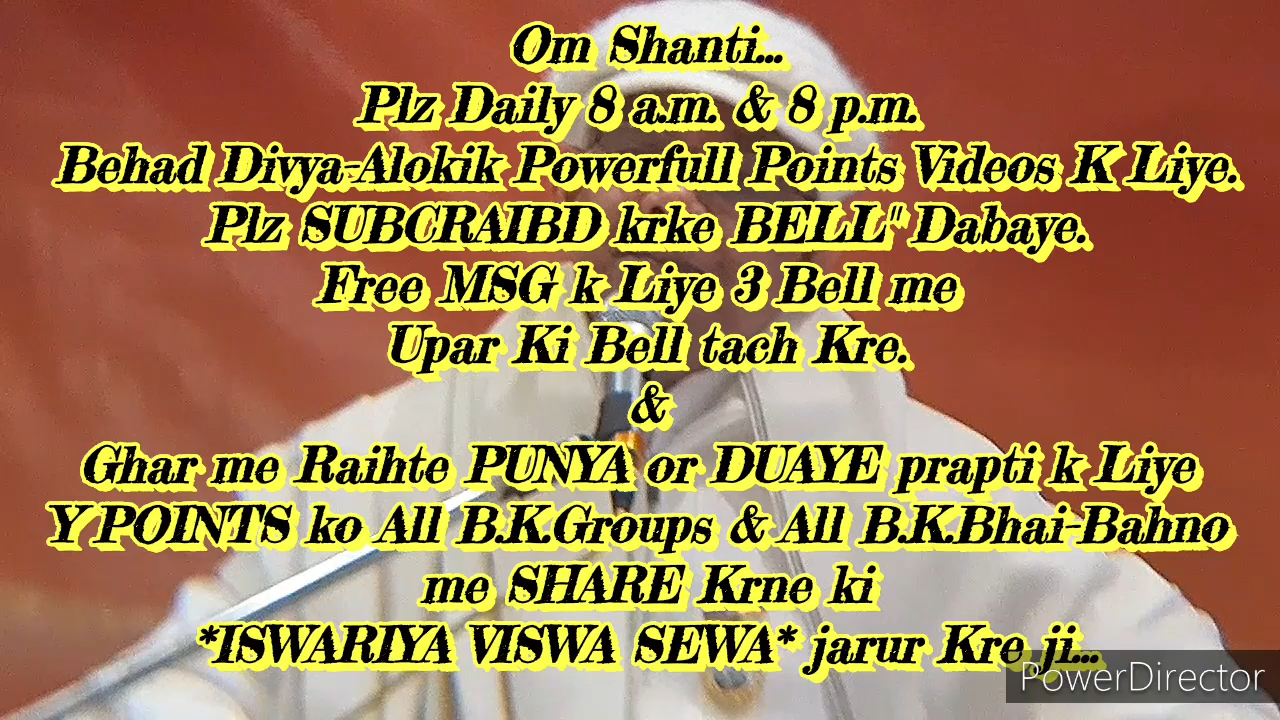 Om Shanti...
Plz Daily 8 a.m. & 8 p.m.
Behad Divya-Alokik Powerfull Points Videos K Liye.
Plz SUBCRAIBD krke BELL" Dabaye.
Free MSG k Liye 3 Bell me
Upar Ki Bell tach Kre.
&
Ghar me Raihte PUNYA or DUAYE prapti k Liye
Y POINTS ko All B.K.Groups & All B.K.Bhai-Bahno
me SHARE Krne ki
*ISWARIYA VISWA SEWA* jarur Kre ji...
PowerDirector